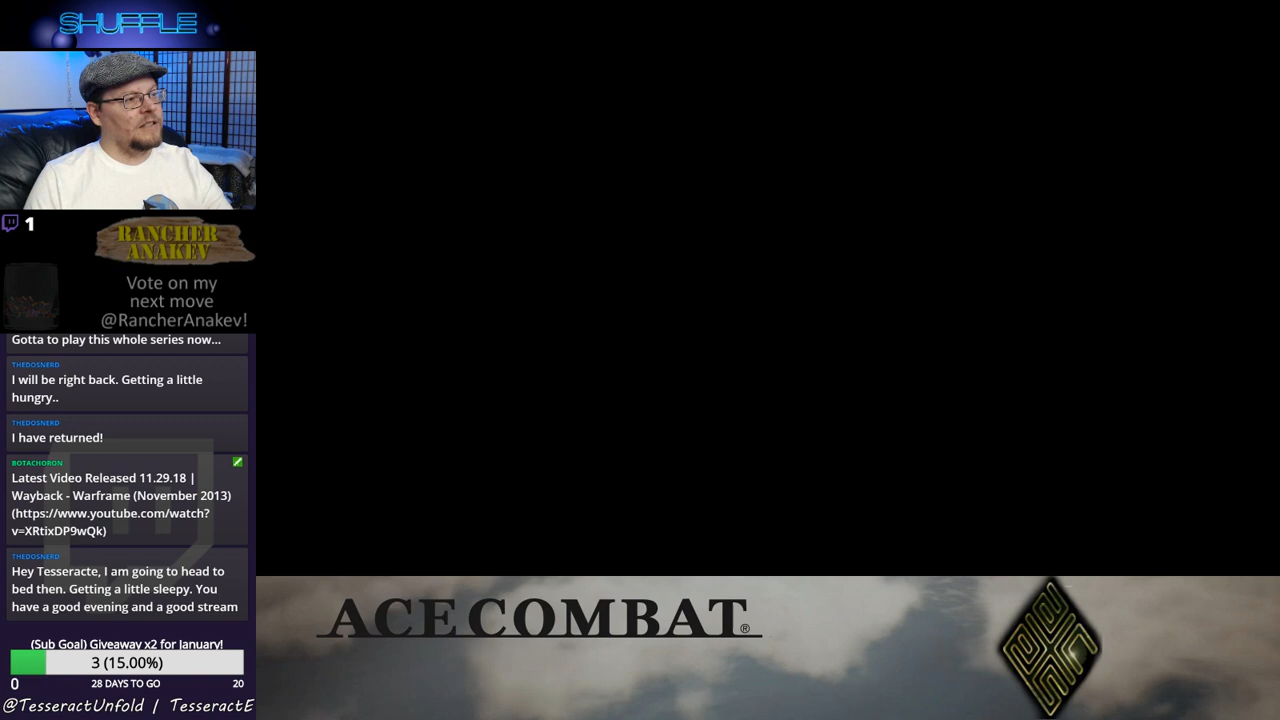 SHUFFLE
1
RANCHER
ANAKEV
Vote on my
next move
@RancherAnakev!
Gotta to play this whole series now...
THEDOSNERD
I will be right back. Getting a little
hungry..
THEDOSNERD
I have returned!
BOTACHORON
Latest Video Released 11.29.18 |
Wayback - Warframe (November 2013)
(https://www.youtube.com/watch?
v=XRtixDP9wQk)
THEDOSNERD
Hey Tesseracte, I am going to head to
bed then. Getting a little sleepy. You
have a good evening and a good stream
(Sub Goal) Giveaway x2 for January!
3 (15.00%)
0 28 DAYS TO GO 20
@TesseractUnfold | TesseractE
ACE COMBAT®